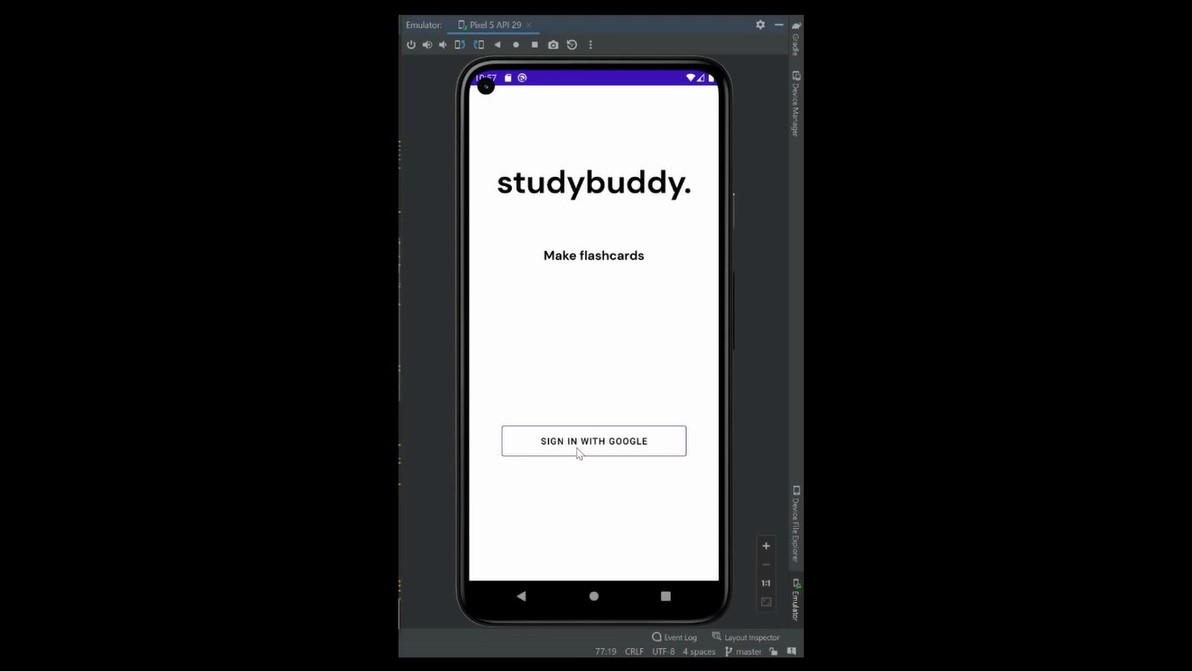 Emulator: Pixel 5 API 29
Gradle
Device Manager
10:57
studybuddy.
Make flashcards
SIGN IN WITH GOOGLE
Device File Explorer
1:1
Emulator
Event Log Layout Inspector
77:19 CRLF UTF-8 4 spaces master